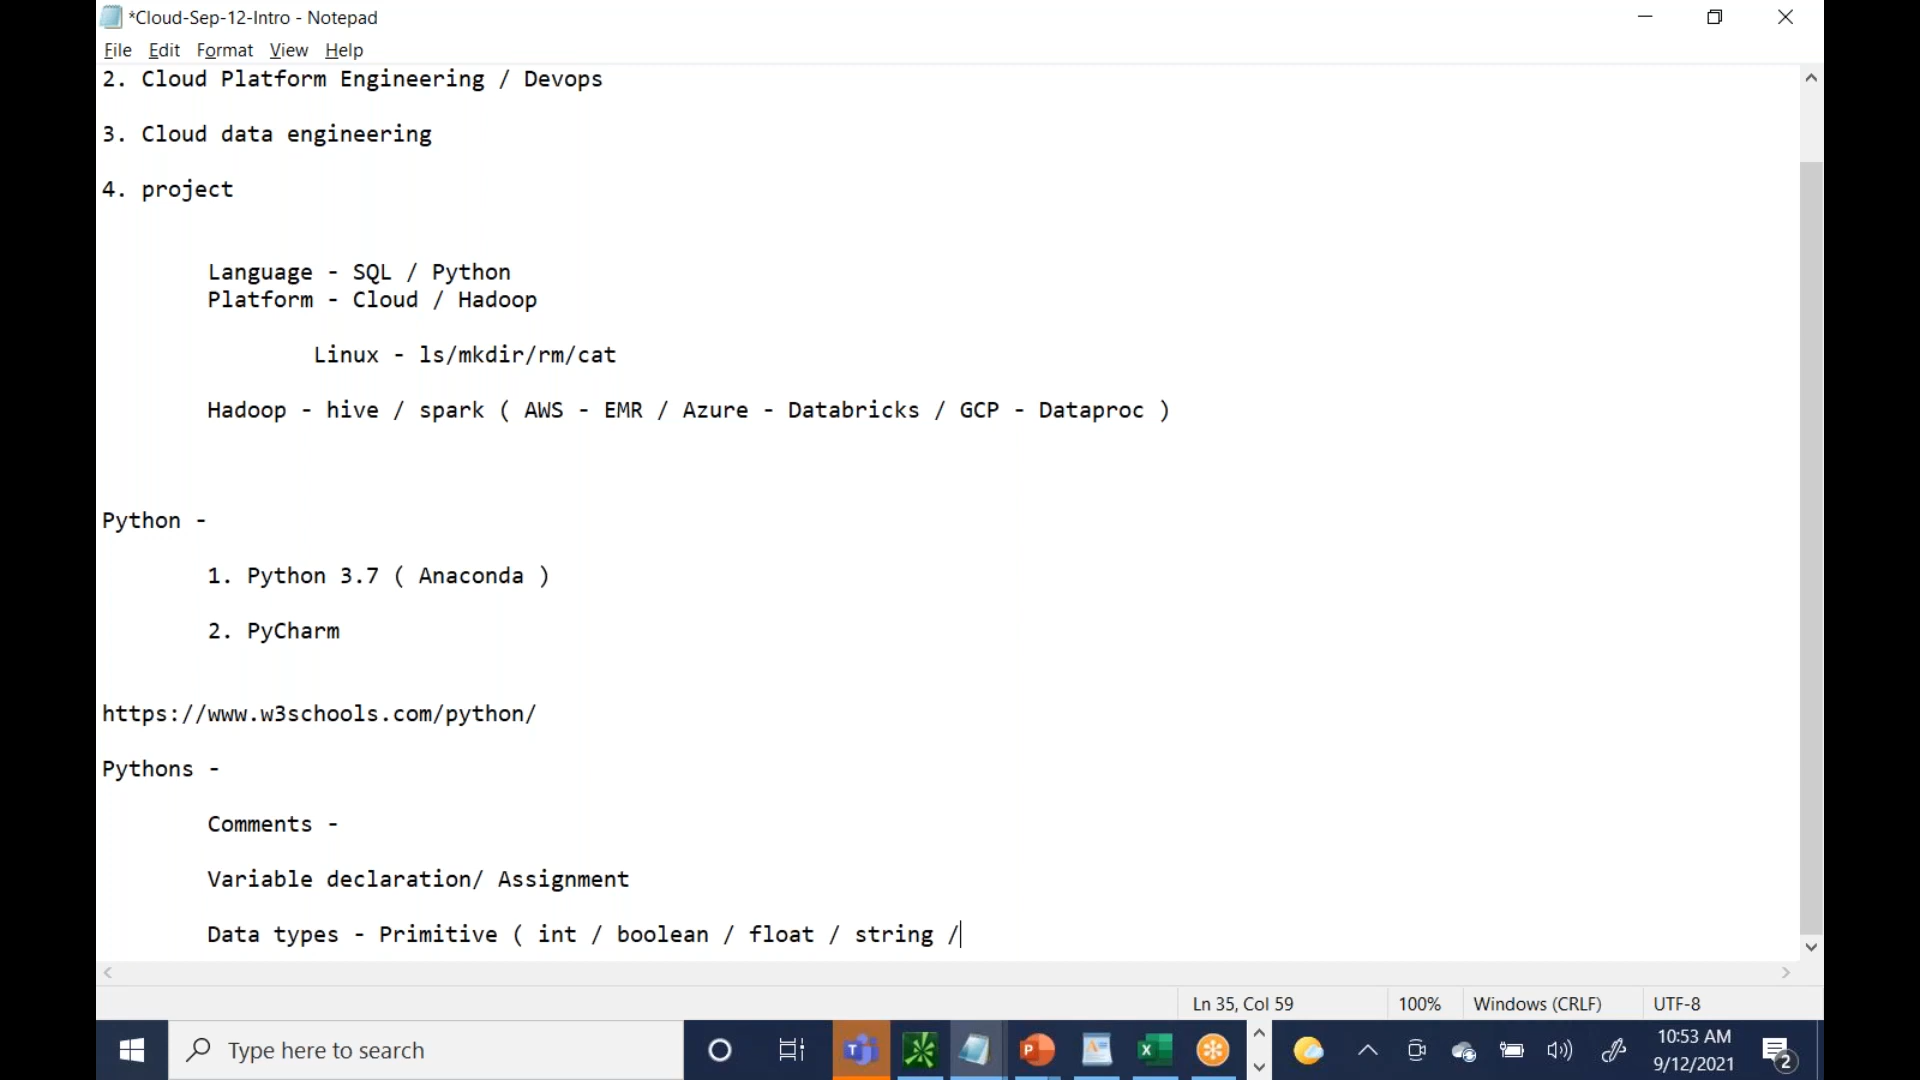 *Cloud-Sep-12-Intro - Notepad
File Edit Format View Help
2. Cloud Platform Engineering / Devops
3. Cloud data engineering
4. project
Language - SQL / Python
Platform - Cloud / Hadoop
Linux - ls/mkdir/rm/cat
Hadoop - hive / spark ( AWS - EMR / Azure - Databricks / GCP - Dataproc )
Python -
1. Python 3.7 ( Anaconda )
2. PyCharm
https://www.w3schools.com/python/
Pythons -
Comments -
Variable declaration/ Assignment
Data types - Primitive ( int / boolean / float / string /
Ln 35, Col 59 100% Windows (CRLF) UTF-8
Type here to search
10:53 AM
9/12/2021
2